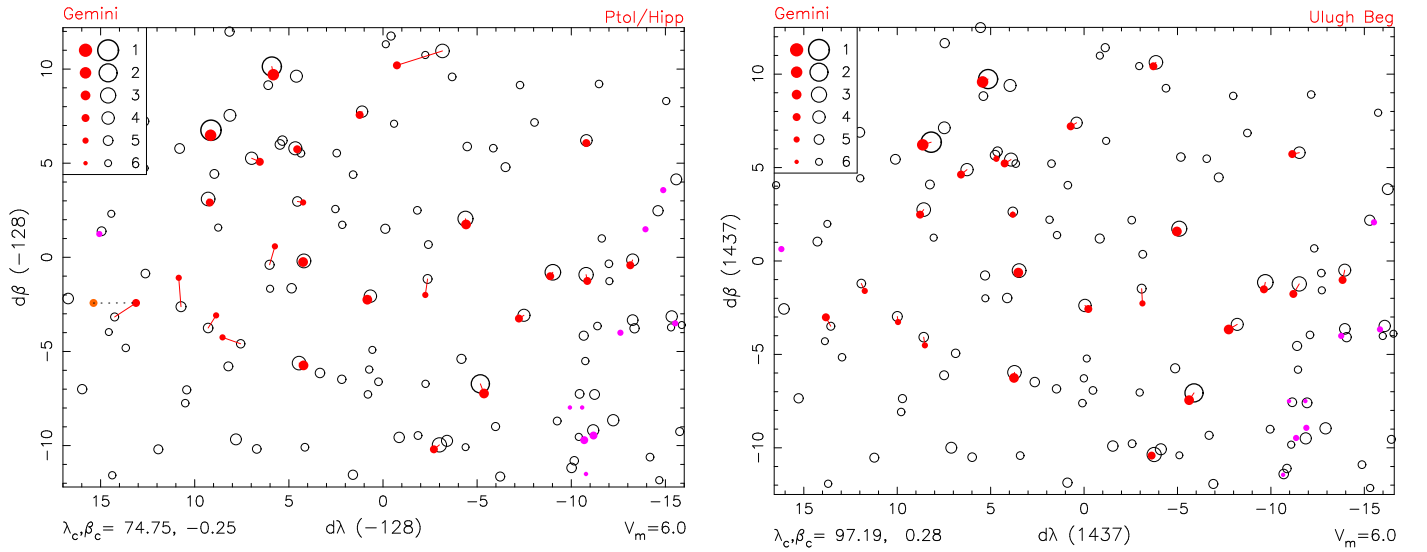 Gemini Ptol/Hipp
1
2
3
4
5
6
10
5
0
-5
-10
dβ (-128)
15 10 5 0 -5 -10 -15
λc,βc= 74.75, -0.25 dλ (-128) Vm=6.0
Gemini Ulugh Beg
1
2
3
4
5
6
10
5
0
-5
-10
dβ (1437)
15 10 5 0 -5 -10 -15
λc,βc= 97.19, 0.28 dλ (1437) Vm=6.0